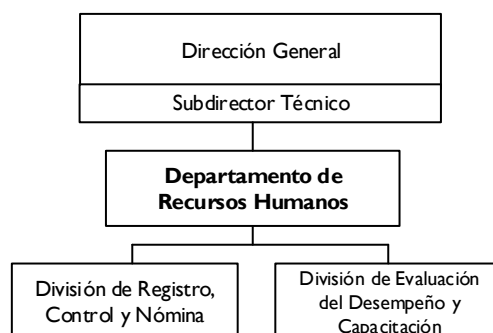 Dirección General
Subdirector Técnico
Departamento de
Recursos Humanos
División de Registro,
Control y Nómina
División de Evaluación
del Desempeño y
Capacitación